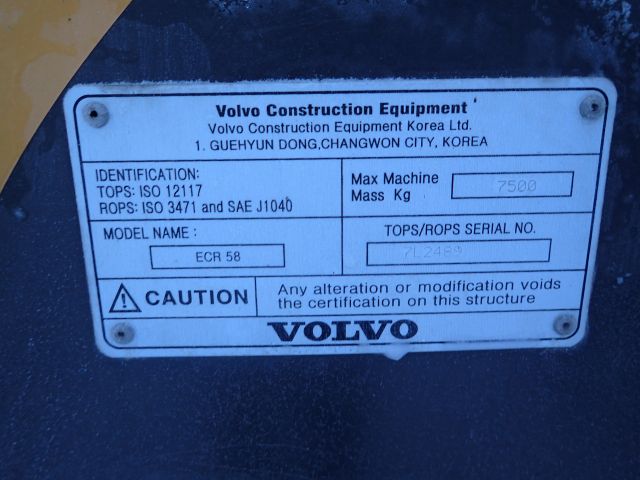 Volvo Construction Equipment
Volvo Construction Equipment Korea Ltd.
1. GUEHYUN DONG,CHANGWON CITY, KOREA
IDENTIFICATION:
TOPS: ISO 12117
ROPS: ISO 3471 and SAE J1040
Max Machine
Mass Kg
7500
MODEL NAME :
ECR 58
TOPS/ROPS SERIAL NO.
CAUTION
Any alteration or modification voids
the certification on this structure
VOLVO